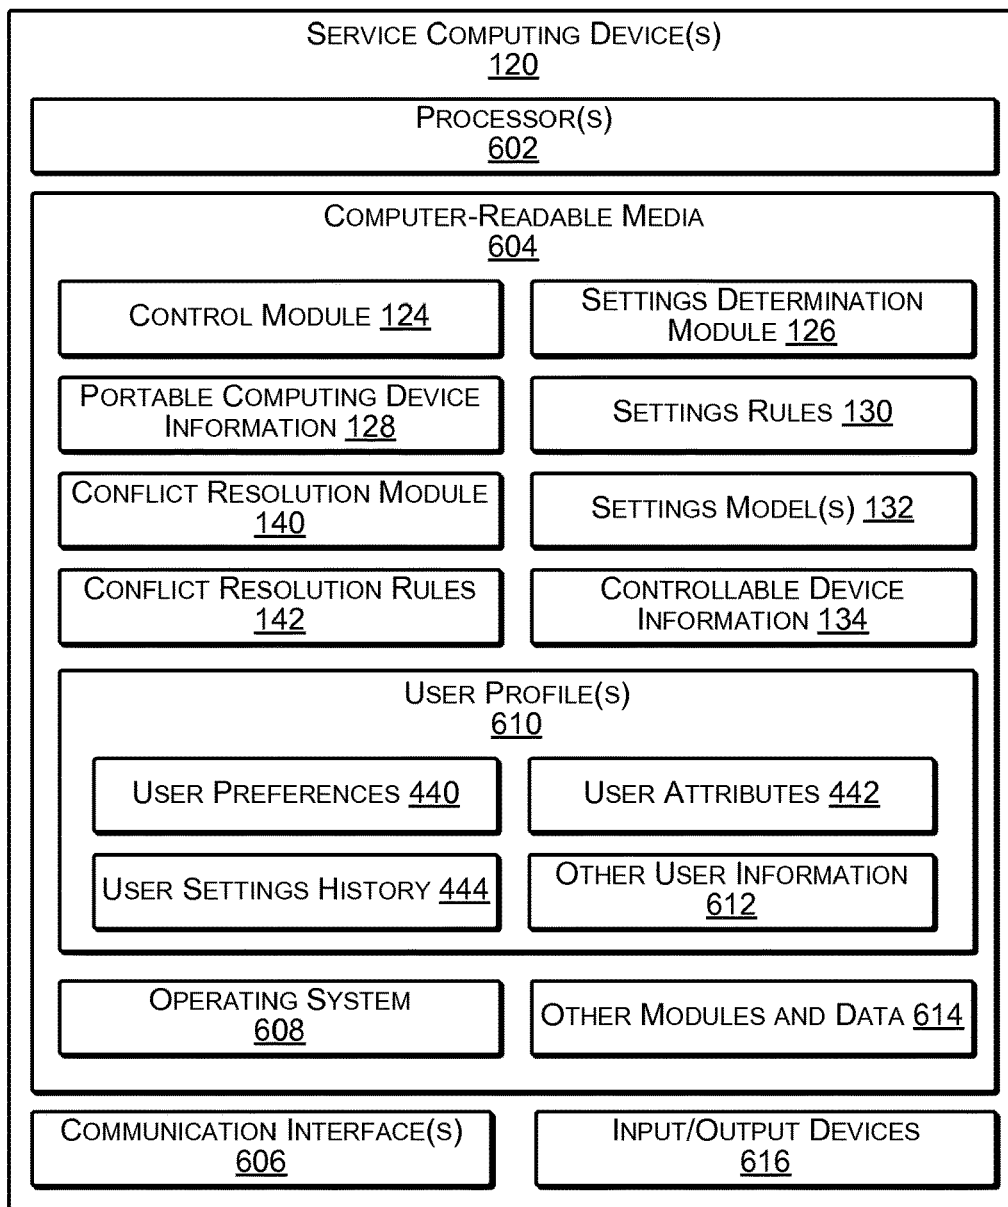 SERVICE COMPUTING DEVICE(S)
120
PROCESSOR(S)
602
COMPUTER-READABLE MEDIA
604
CONTROL MODULE 124
SETTINGS DETERMINATION
MODULE 126
PORTABLE COMPUTING DEVICE
INFORMATION 128
SETTINGS RULES 130
CONFLICT RESOLUTION MODULE
140
SETTINGS MODEL(S) 132
CONFLICT RESOLUTION RULES
142
CONTROLLABLE DEVICE
INFORMATION 134
USER PROFILE(S)
610
USER PREFERENCES 440
USER ATTRIBUTES 442
USER SETTINGS HISTORY 444
OTHER USER INFORMATION
612
OPERATING SYSTEM
608
OTHER MODULES AND DATA 614
COMMUNICATION INTERFACE(S)
606
INPUT/OUTPUT DEVICES
616